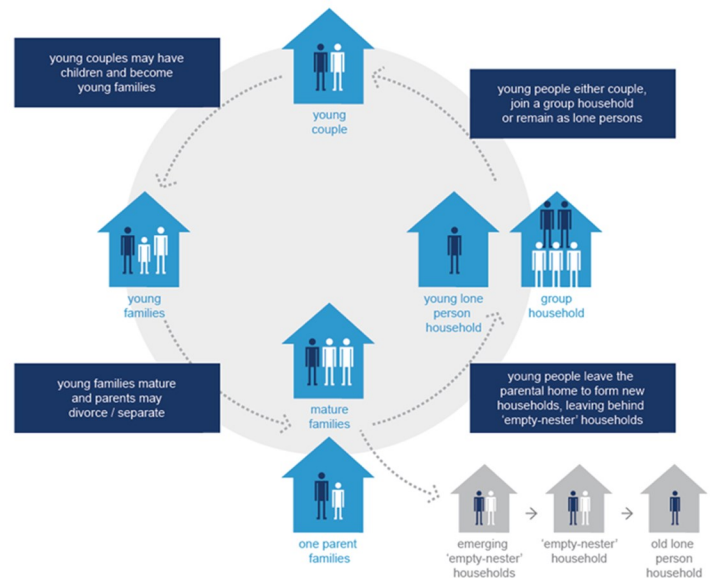 young couples may have
children and become
young families
young
couple
young people either couple,
join a group household
or remain as lone persons
young
families
young lone
person
household
group
household
young families mature
and parents may
divorce / separate
mature
families
young people leave the
parental home to form new
households, leaving behind
'empty-nester' households
one parent
families
emerging
'empty-nester'
households
'empty-nester'
household
old lone
person
household